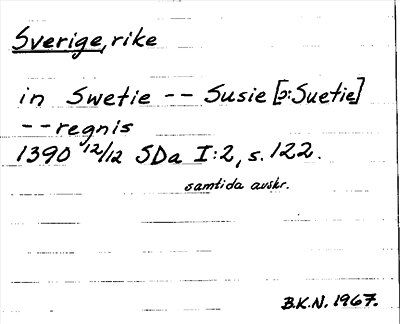 Sverige, rike
in Swetie -- Susie [ɔ: Suetie]
-- regnis
1390 12/12 SDa I:2, s. 122.
samtida avskr.
B.K.N. 1967.